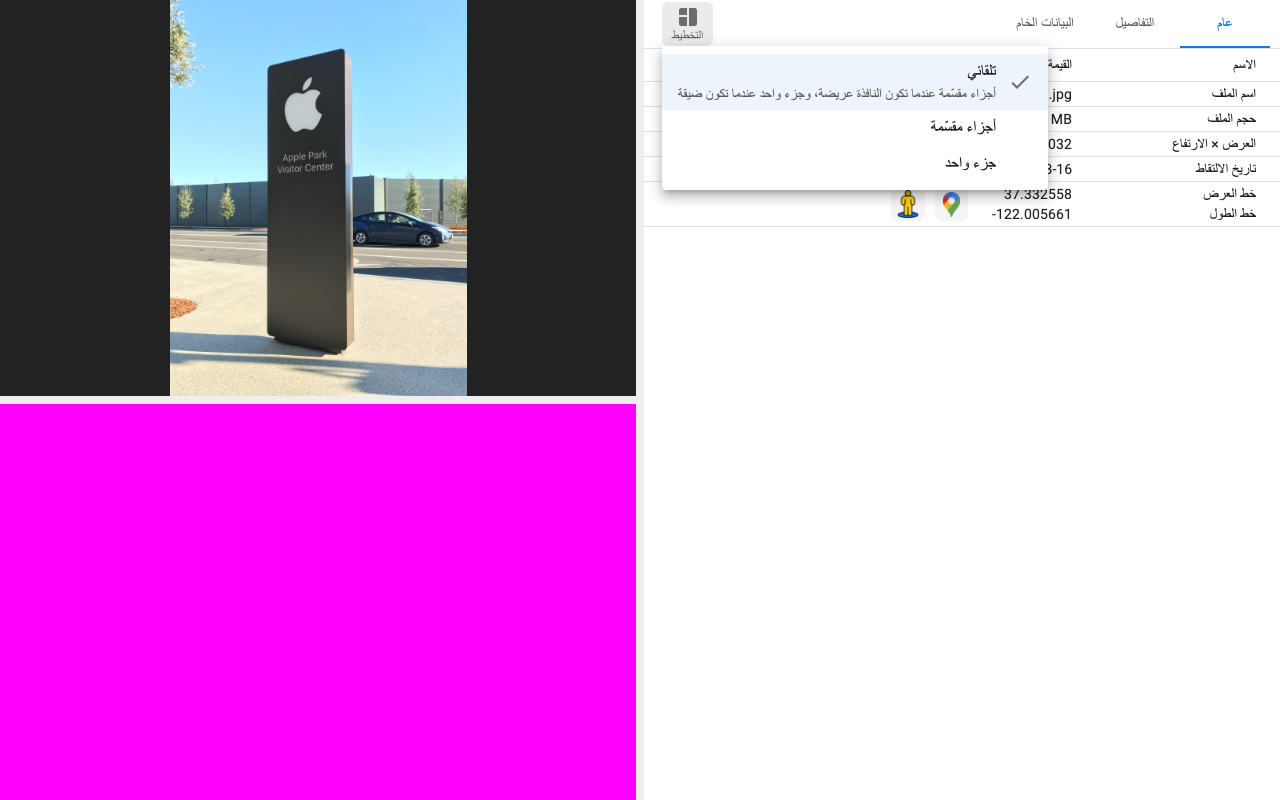 عام
التفاصيل
البيانات الخام
التخطيط
تلقائي
أجزاء مقسّمة عندما تكون النافذة عريضة، وجزء واحد عندما تكون ضيقة
أجزاء مقسّمة
جزء واحد
الاسم
القيمة
اسم الملف
.jpg
حجم الملف
MB
العرض × الارتفاع
032
تاريخ الالتقاط
-16
خط العرض
37.332558
خط الطول
-122.005661
Apple Park
Visitor Center